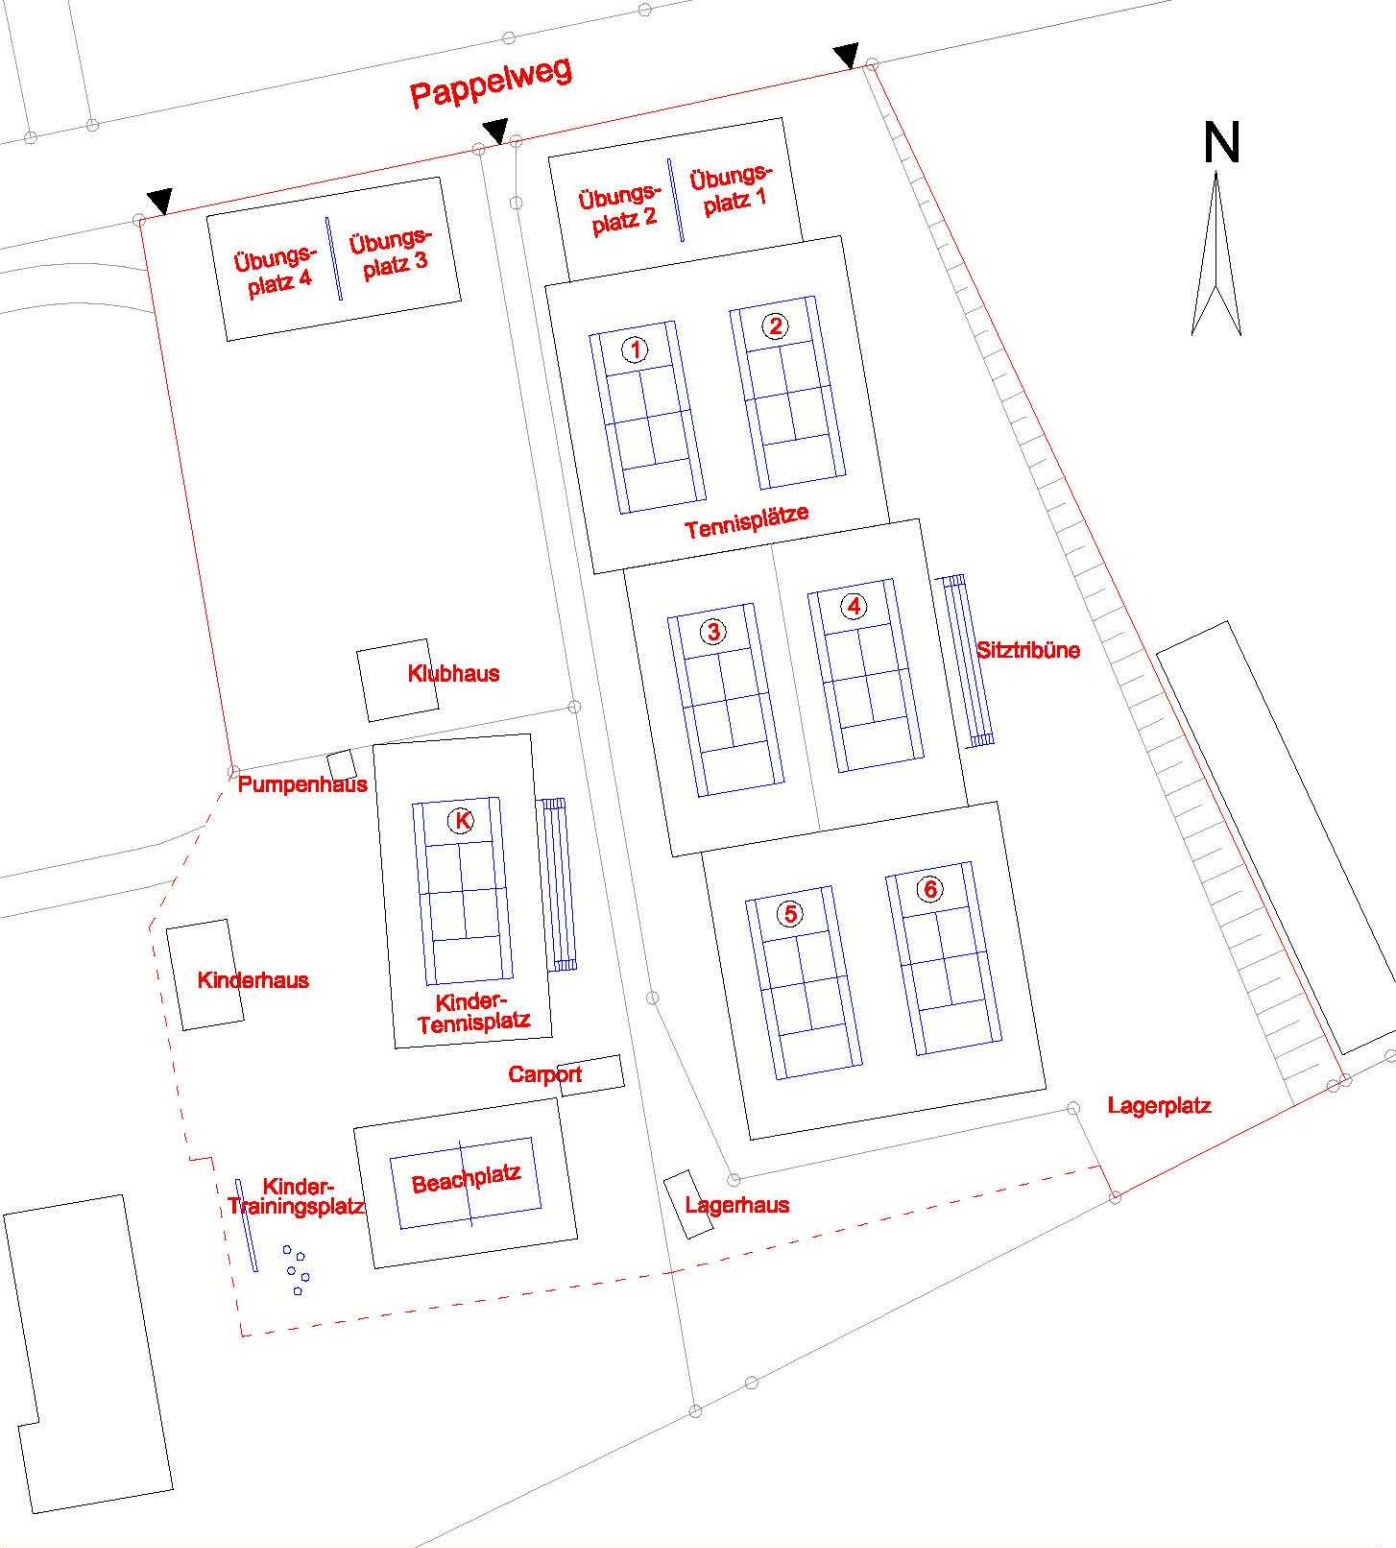 Pappelweg
N
Übungs-
platz 4
Übungs-
platz 3
Übungs-
platz 2
Übungs-
platz 1
1
2
Tennisplätze
3
4
Sitztribüne
Klubhaus
Pumpenhaus
K
Kinder-
Tennisplatz
5
6
Kinderhaus
Carport
Lagerplatz
Kinder-
Trainingsplatz
Beachplatz
Lagerhaus